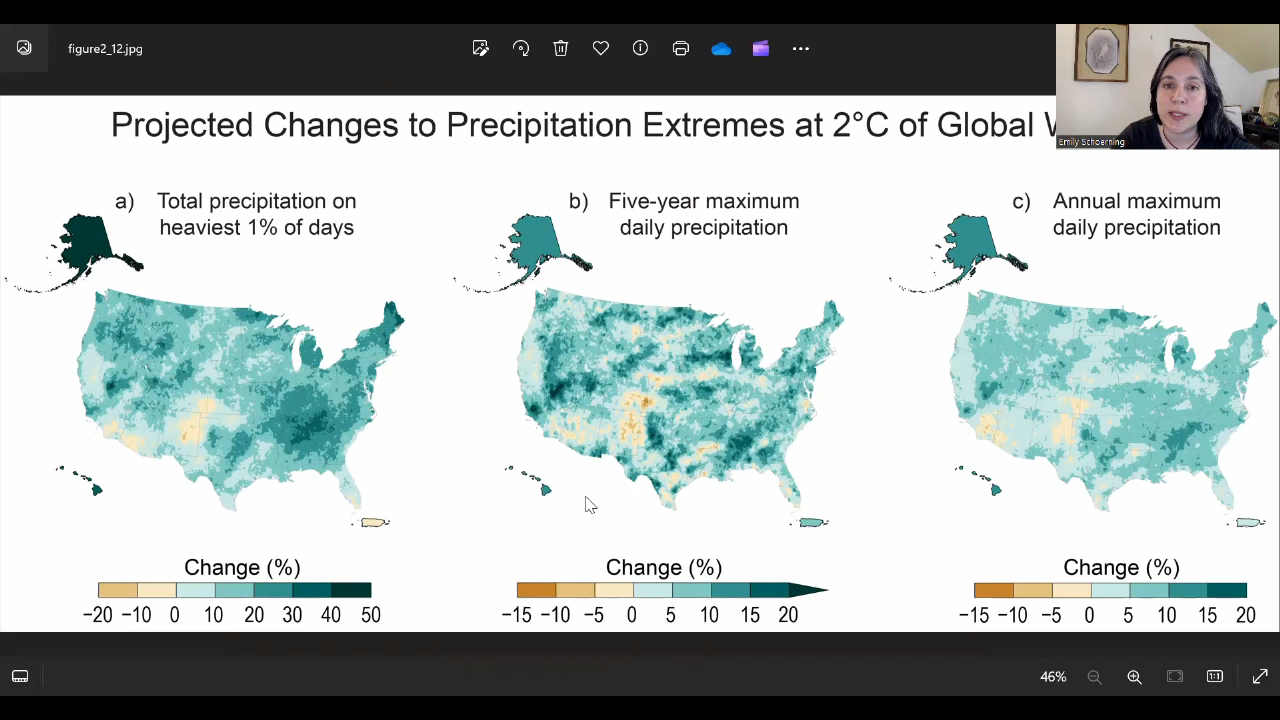 figure2_12.jpg
Emily Schoerning
Projected Changes to Precipitation Extremes at 2°C of Global
a) Total precipitation on
heaviest 1% of days
b) Five-year maximum
daily precipitation
c) Annual maximum
daily precipitation
Change (%)
−20 −10 0 10 20 30 40 50
Change (%)
−15 −10 −5 0 5 10 15 20
Change (%)
−15 −10 −5 0 5 10 15 20
46%
1:1